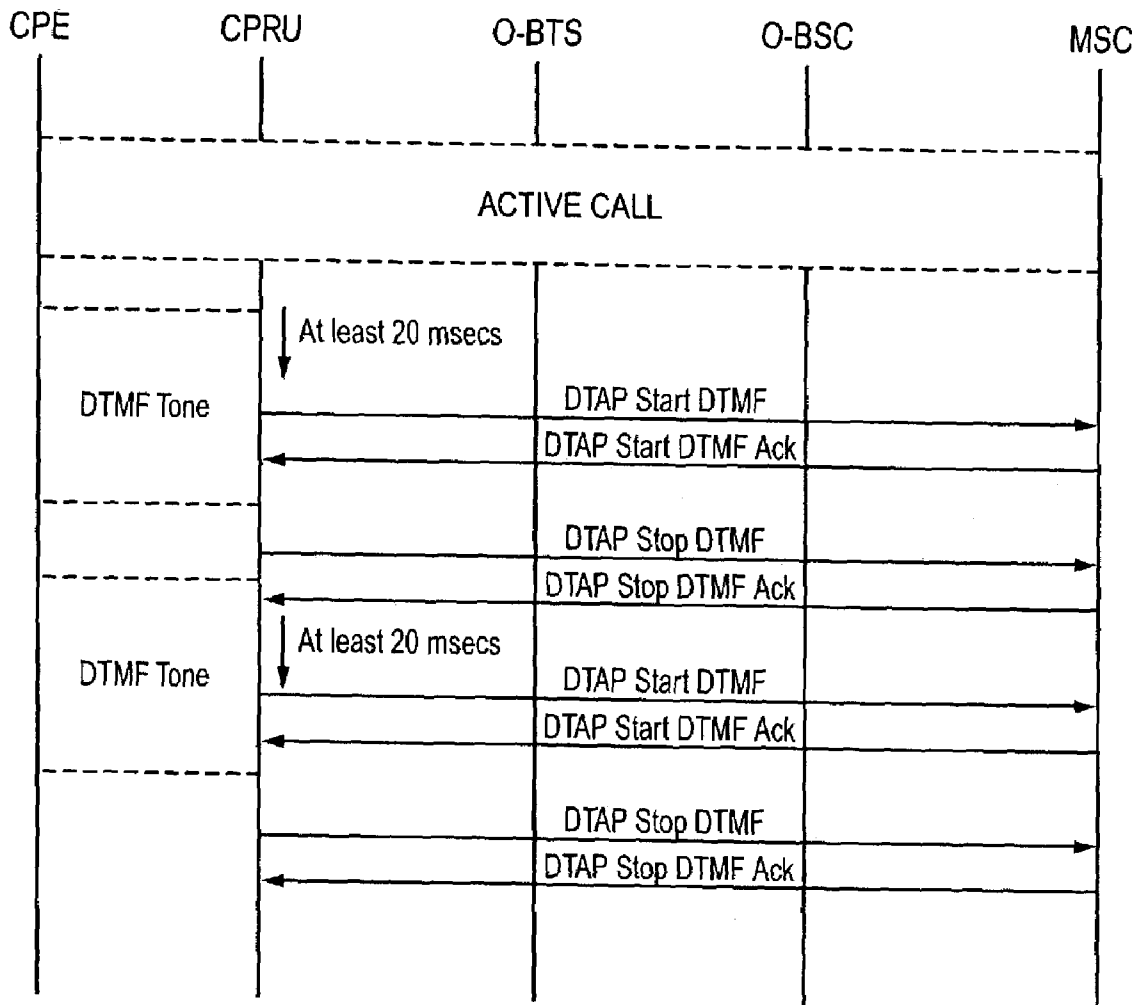 CPE CPRU O-BTS O-BSC MSC
ACTIVE CALL
At least 20 msecs
DTMF Tone
DTAP Start DTMF
DTAP Start DTMF Ack
DTAP Stop DTMF
DTAP Stop DTMF Ack
At least 20 msecs
DTMF Tone
DTAP Start DTMF
DTAP Start DTMF Ack
DTAP Stop DTMF
DTAP Stop DTMF Ack